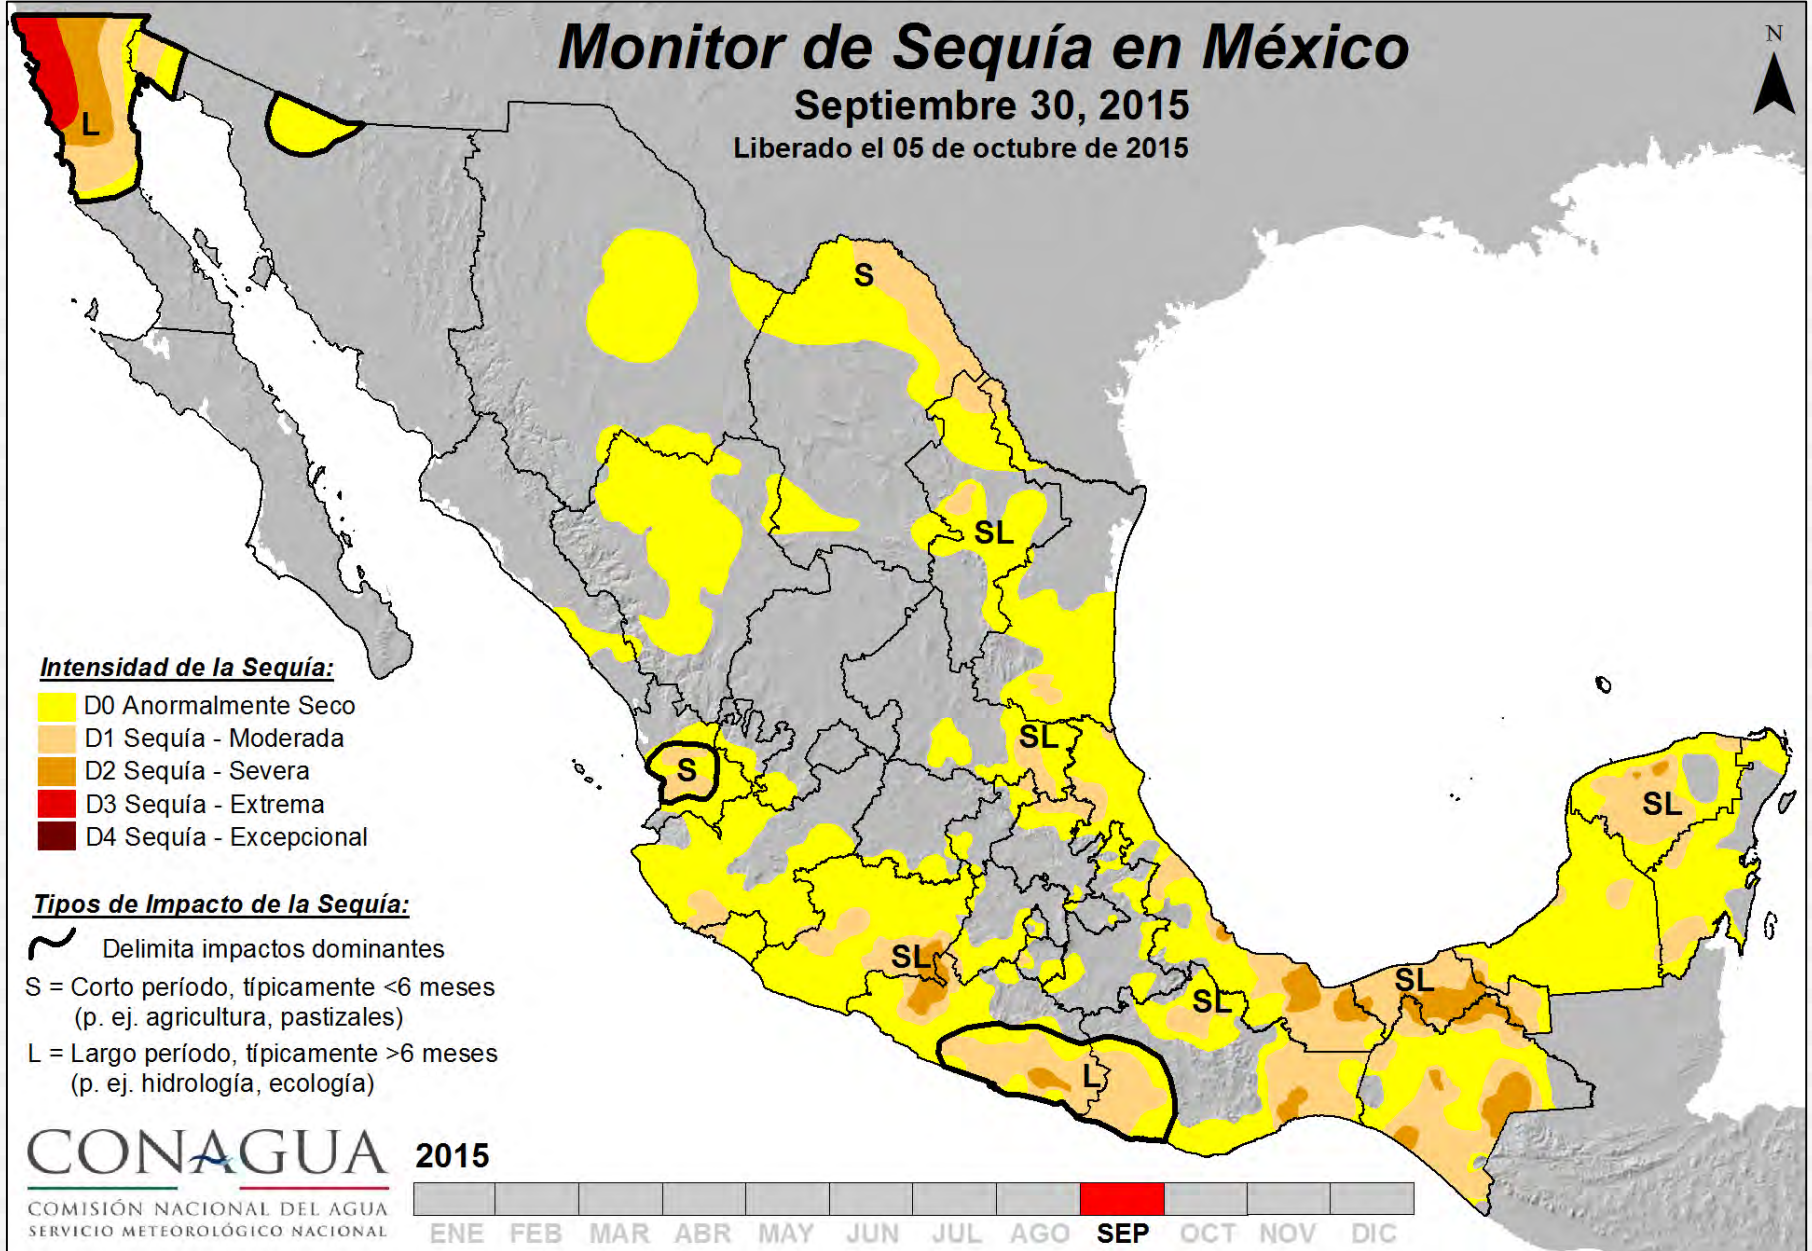 Monitor de Sequía en México
Septiembre 30, 2015
Liberado el 05 de octubre de 2015
N
L
S
SL
SL
S
SL
SL
SL
SL
L
Intensidad de la Sequía:
D0 Anormalmente Seco
D1 Sequía - Moderada
D2 Sequía - Severa
D3 Sequía - Extrema
D4 Sequía - Excepcional
Tipos de Impacto de la Sequía:
Delimita impactos dominantes
S = Corto período, típicamente <6 meses
(p. ej. agricultura, pastizales)
L = Largo período, típicamente >6 meses
(p. ej. hidrología, ecología)
CONAGUA
COMISIÓN NACIONAL DEL AGUA
SERVICIO METEOROLÓGICO NACIONAL
2015
ENE FEB MAR ABR MAY JUN JUL AGO SEP OCT NOV DIC